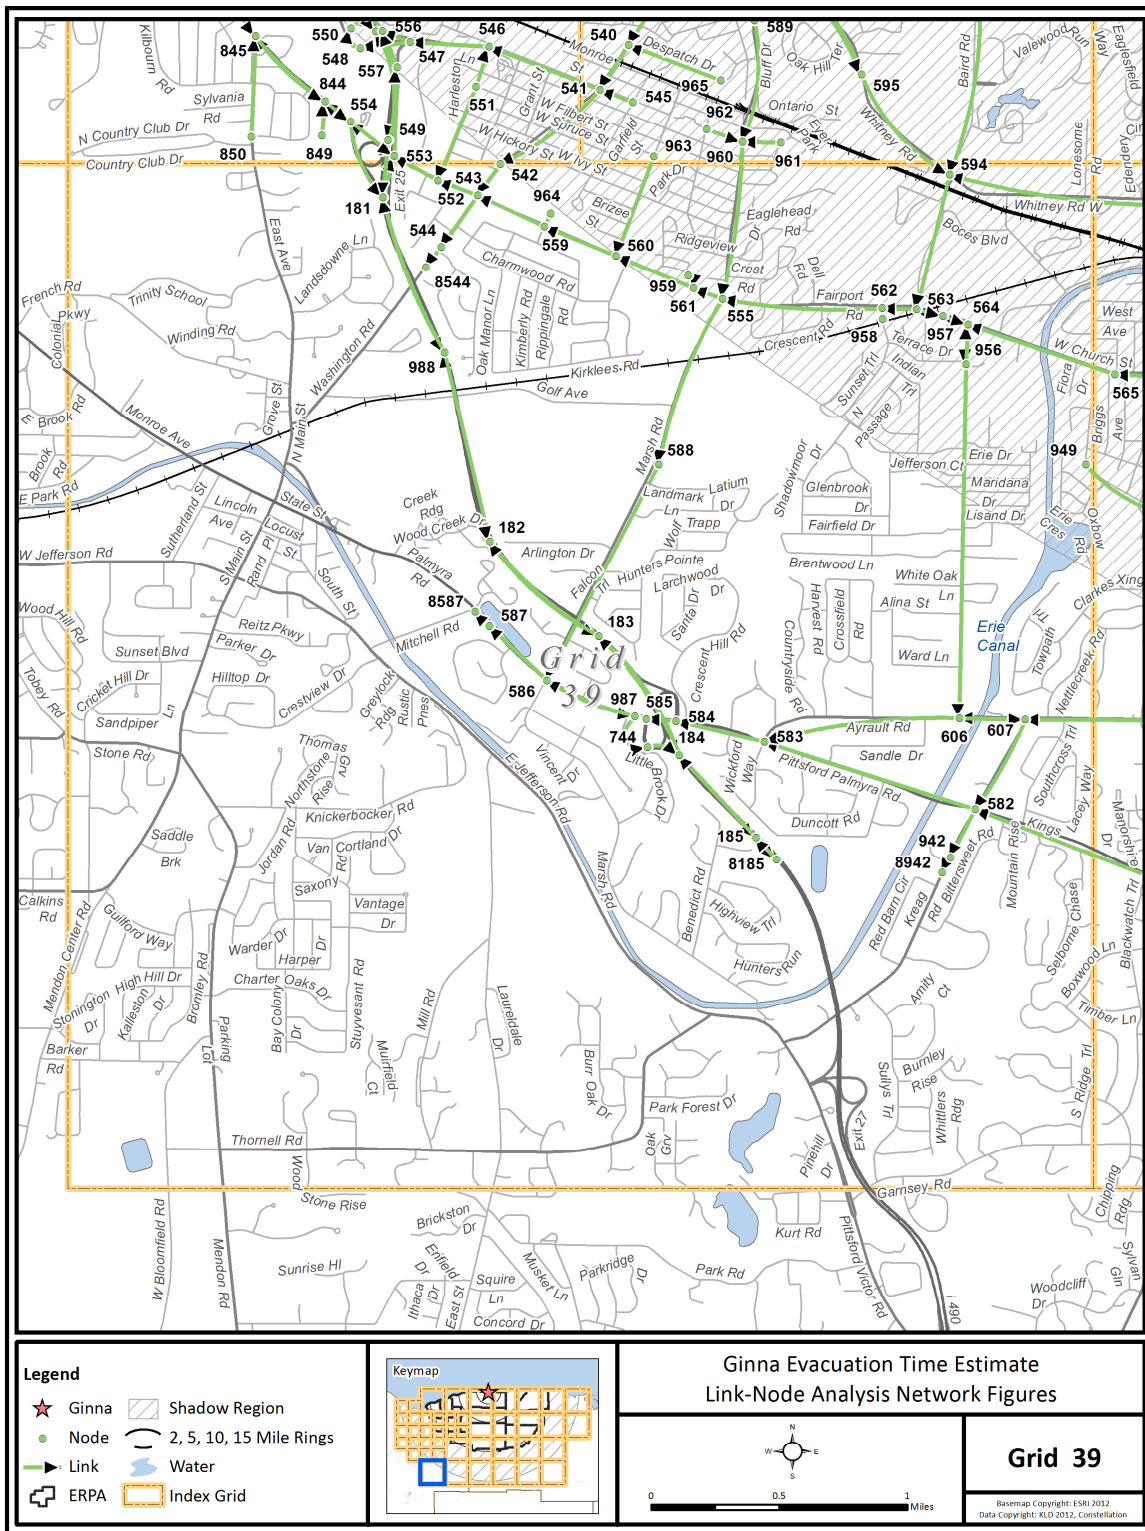 550
556
546
540
589
Kilbourn Rd
845
548
547
557
Monroe St
Despatch Dr
Bluff Dr
Oak Hill Ter
Baird Rd
Valewood Run
Way
Eaglesfield
844
554
Harleston Ln
551
Grant St
541
545
965
595
Sylvania Rd
W Filbert St
W Spruce St
Garfield St
962
Ontario St
Eyer Park
Whitney Rd
N Country Club Dr
850
849
549
W Hickory St
W Ivy St
963
960
961
Lonesome Rd
Country Club Dr
553
Exit 25
543
542
Park Dr
594
Edenderry
181
552
964
Brizee St
Eaglehead Rd
Whitney Rd W
East Ave
Landsdowne Ln
544
559
560
Ridgeview Dr
Boces Blvd
8544
Charnwood Rd
959
Crest Rd
Dell Rd
French Rd
Trinity School
Colonial Pkwy
Winding Rd
Washington Rd
Oak Manor Ln
Kimberly Rd
Rippingale Rd
561
555
Fairport Rd
562
563
564
West Ave
958
957
956
Terrace Dr
W Church St
988
Kirklees Rd
Golf Ave
Crescent Rd
Sunset Trl
Indian Trl
Fiora Dr
565
Grove St
N Main St
E Brook Rd
Monroe Ave
N Passage
Briggs Ave
Marsh Rd
588
Shadowmoor Dr
949
Brook Rd
Jefferson Ct
Erie Dr
E Park Rd
Sutherland St
Lincoln Ave
State St
Creek Rdg
Wood Creek Dr
182
Landmark Ln
Latium Dr
Glenbrook Dr
Maridana Dr
Locust St
Wolf Trapp
Fairfield Dr
Lisand Dr
Erie Cres
Oxbow Rd
W Jefferson Rd
S Main St
Rand Pl
Palmyra Rd
Arlington Dr
Hunters Pointe
Brentwood Ln
Falcon Trl
Larchwood Dr
White Oak Ln
South St
Clarkes Xing
Wood Hill Rd
8587
587
Santa Dr
Harvest Rd
Crossfield Rd
Alina St
Reitz Pkwy
Mitchell Rd
183
Hill Rd
Countryside Rd
Erie Canal
Towpath Trl
Sunset Blvd
Parker Dr
Grid 39
Ward Ln
Nettlecreek Rd
Tobey Rd
Cricket Hill Dr
Hilltop Dr
Crestview Dr
Greylock Rdg
Rustic Pnes
586
Crescent
Sandpiper Ln
987
585
584
Ayrault Rd
606
607
Stone Rd
744
184
583
Thomas Grv
Northstone Rise
E Jefferson Rd
Vincent Dr
Little Brook Dr
Wickford Way
Sandle Dr
Pittsford Palmyra Rd
Southcross Trl
Lacey Way
Knickerbocker Rd
582
Manorshire Dr
Saddle Brk
Jordan Rd
Van Cortland Dr
Duncott Rd
Kings
185
942
8185
8942
Bittersweet Rd
Mountain Rise
Marsh Rd
Saxony Rd
Benedict Rd
Calkins Rd
Vantage Dr
Highview Trl
Red Barn Cir
Kreag Rd
Selborne Chase
Blackwatch Trl
Mendon Center Rd
Guilford Way
Warder Dr
Harper Dr
Hunters Run
Boxwood Ln
Stonington Dr
High Hill Dr
Kalleston Dr
Bromley Rd
Charter Oaks Dr
Stuyvesant Rd
Amity Ct
Timber Ln
Bay Colony Dr
Mill Rd
Laureldale Dr
Barker Rd
Parking Lot
Muirfield Ct
Burr Oak Dr
Sullys Trl
Burnley Rise
S Ridge Trl
Park Forest Dr
Whittlers Rdg
Thornell Rd
Oak Grv
Pinehill Dr
Exit 27
Wood
Stone Rise
Garnsey Rd
Chipping Rdg
W Bloomfield Rd
Mendon Rd
Brickston Dr
Kurt Rd
Sunrise Hl
Enfield Dr
Musket Ln
Parkridge Dr
Park Rd
Pittsford Victor Rd
Sylvan Gln
Ithaca Dr
East St
Squire Ln
Woodcliff Dr
Concord Dr
I 490
Legend
Ginna
Shadow Region
Node
2, 5, 10, 15 Mile Rings
Link
Water
ERPA
Index Grid
Keymap
Ginna Evacuation Time Estimate
Link-Node Analysis Network Figures
N
W
E
S
0
0.5
1
Miles
Grid 39
Basemap Copyright: ESRI 2012
Data Copyright: KLD 2012, Constellation